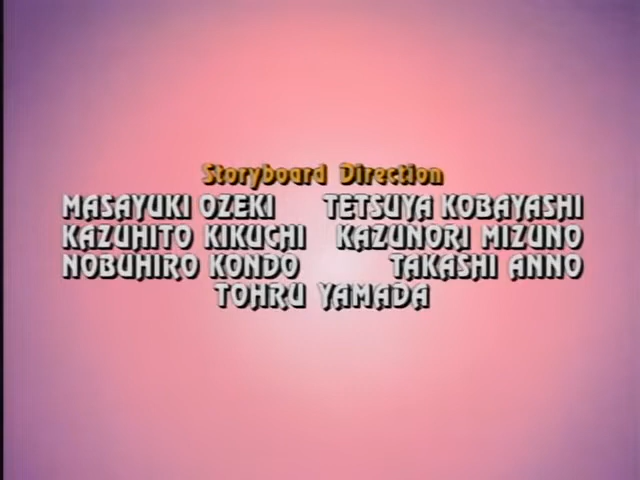 Storyboard Direction
MASAYUKI OZEKI TETSUYA KOBAYASHI
KAZUHITO KIKUCHI KAZUNORI MIZUNO
NOBUHIRO KONDO TAKASHI ANNO
TOHRU YAMADA